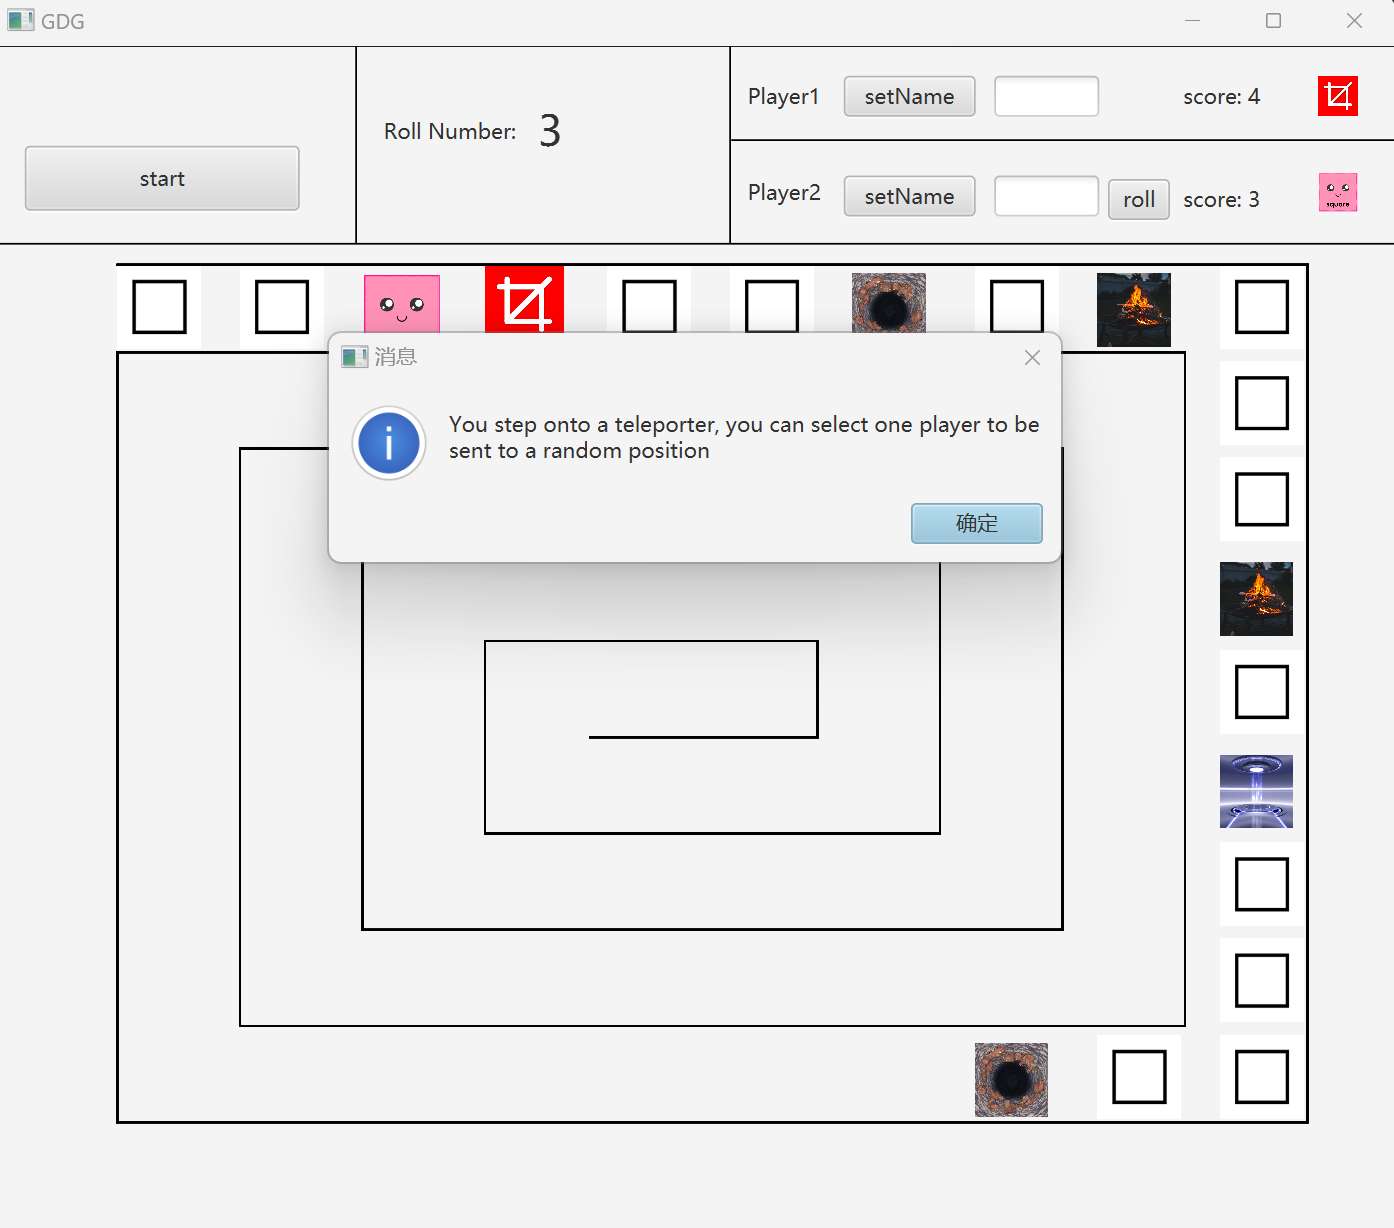 GDG
Player1
setName
score: 4
Roll Number:
3
start
Player2
setName
roll
score: 3
square
消息
You step onto a teleporter, you can select one player to be
sent to a random position
确定